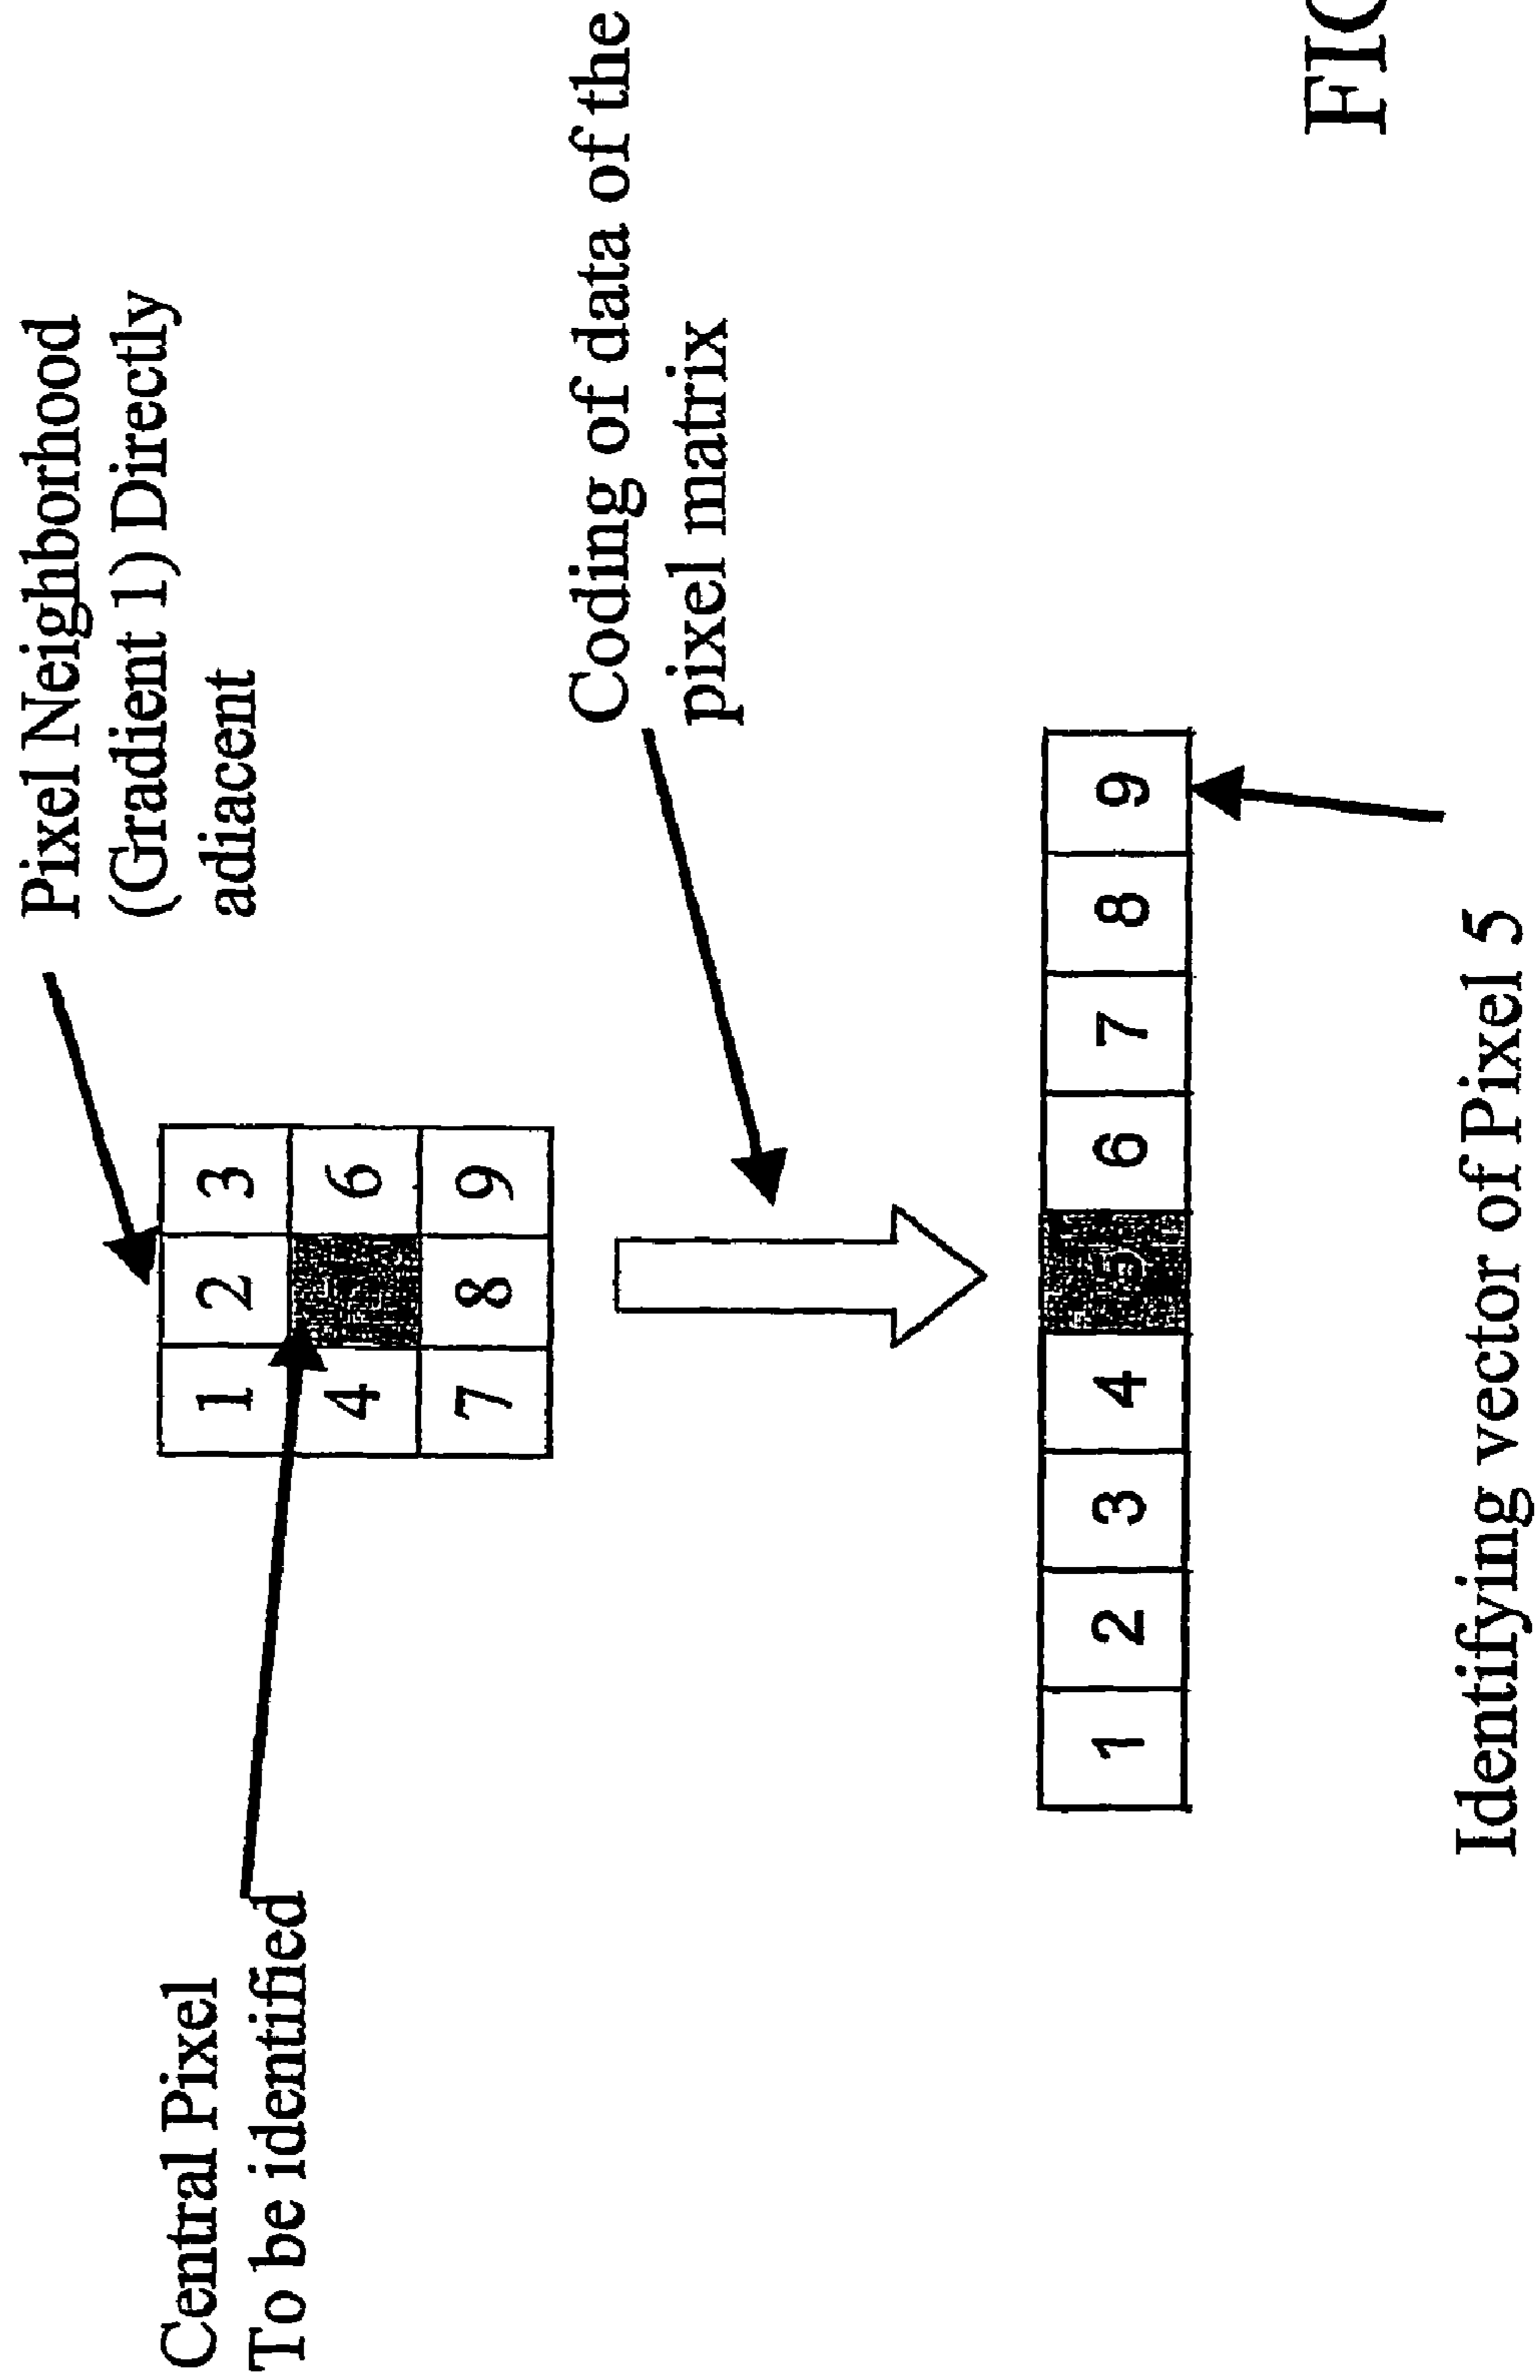 Pixel Neighborhood
(Gradient 1) Directly
adiacent
Central Pixel
To be identified
1 2 3
4 6
7 8 9
Coding of data of the
pixel matrix
1 2 3 4 5 6 7 8 9
Identifying vector of Pixel 5